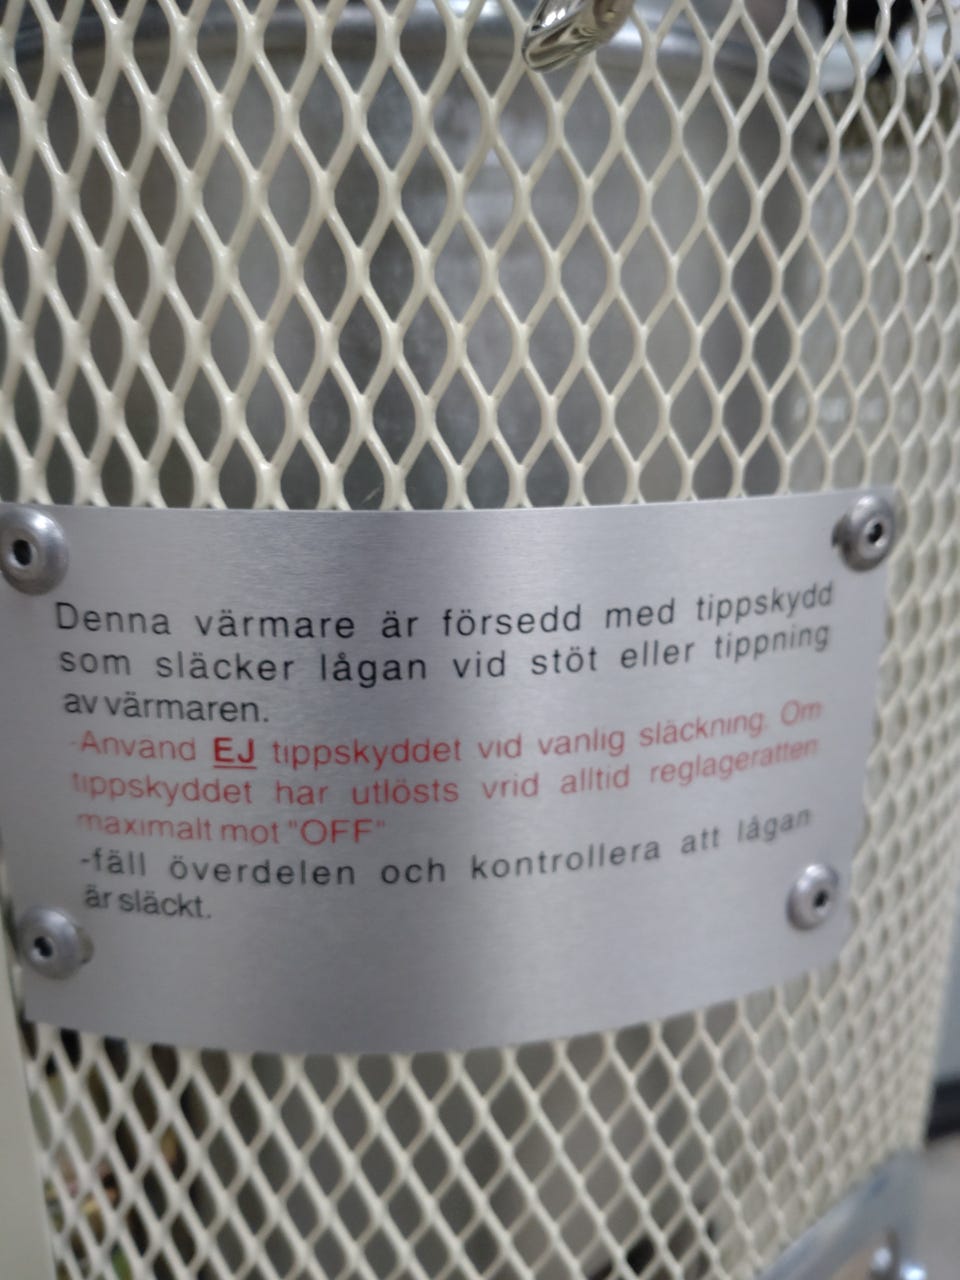 Denna värmare är försedd med tippskydd
som släcker lågan vid stöt eller tippning
av värmaren.
-Använd EJ tippskyddet vid vanlig släckning. Om
tippskyddet har utlösts vrid alltid reglageratten
maximalt mot "OFF"
-fäll överdelen och kontrollera att lågan
är släckt.